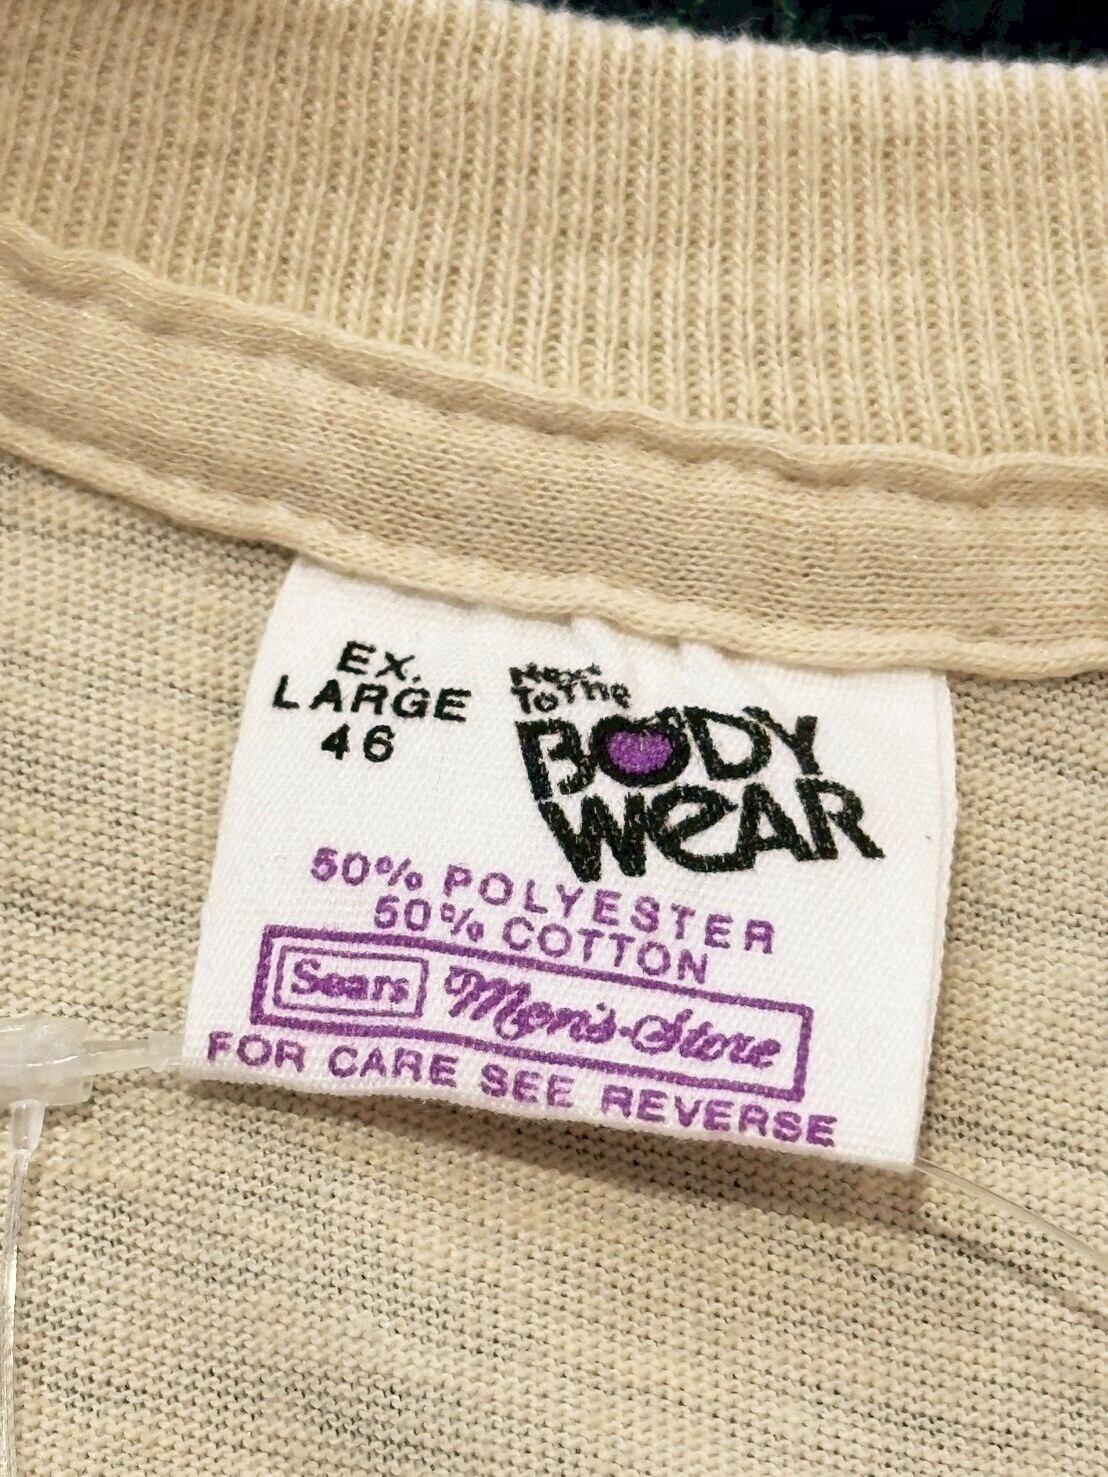 EX.
LARGE
46
Next
To The
BODY
WEAR
50% POLYESTER
50% COTTON
Sears Men's-Store
FOR CARE SEE REVERSE